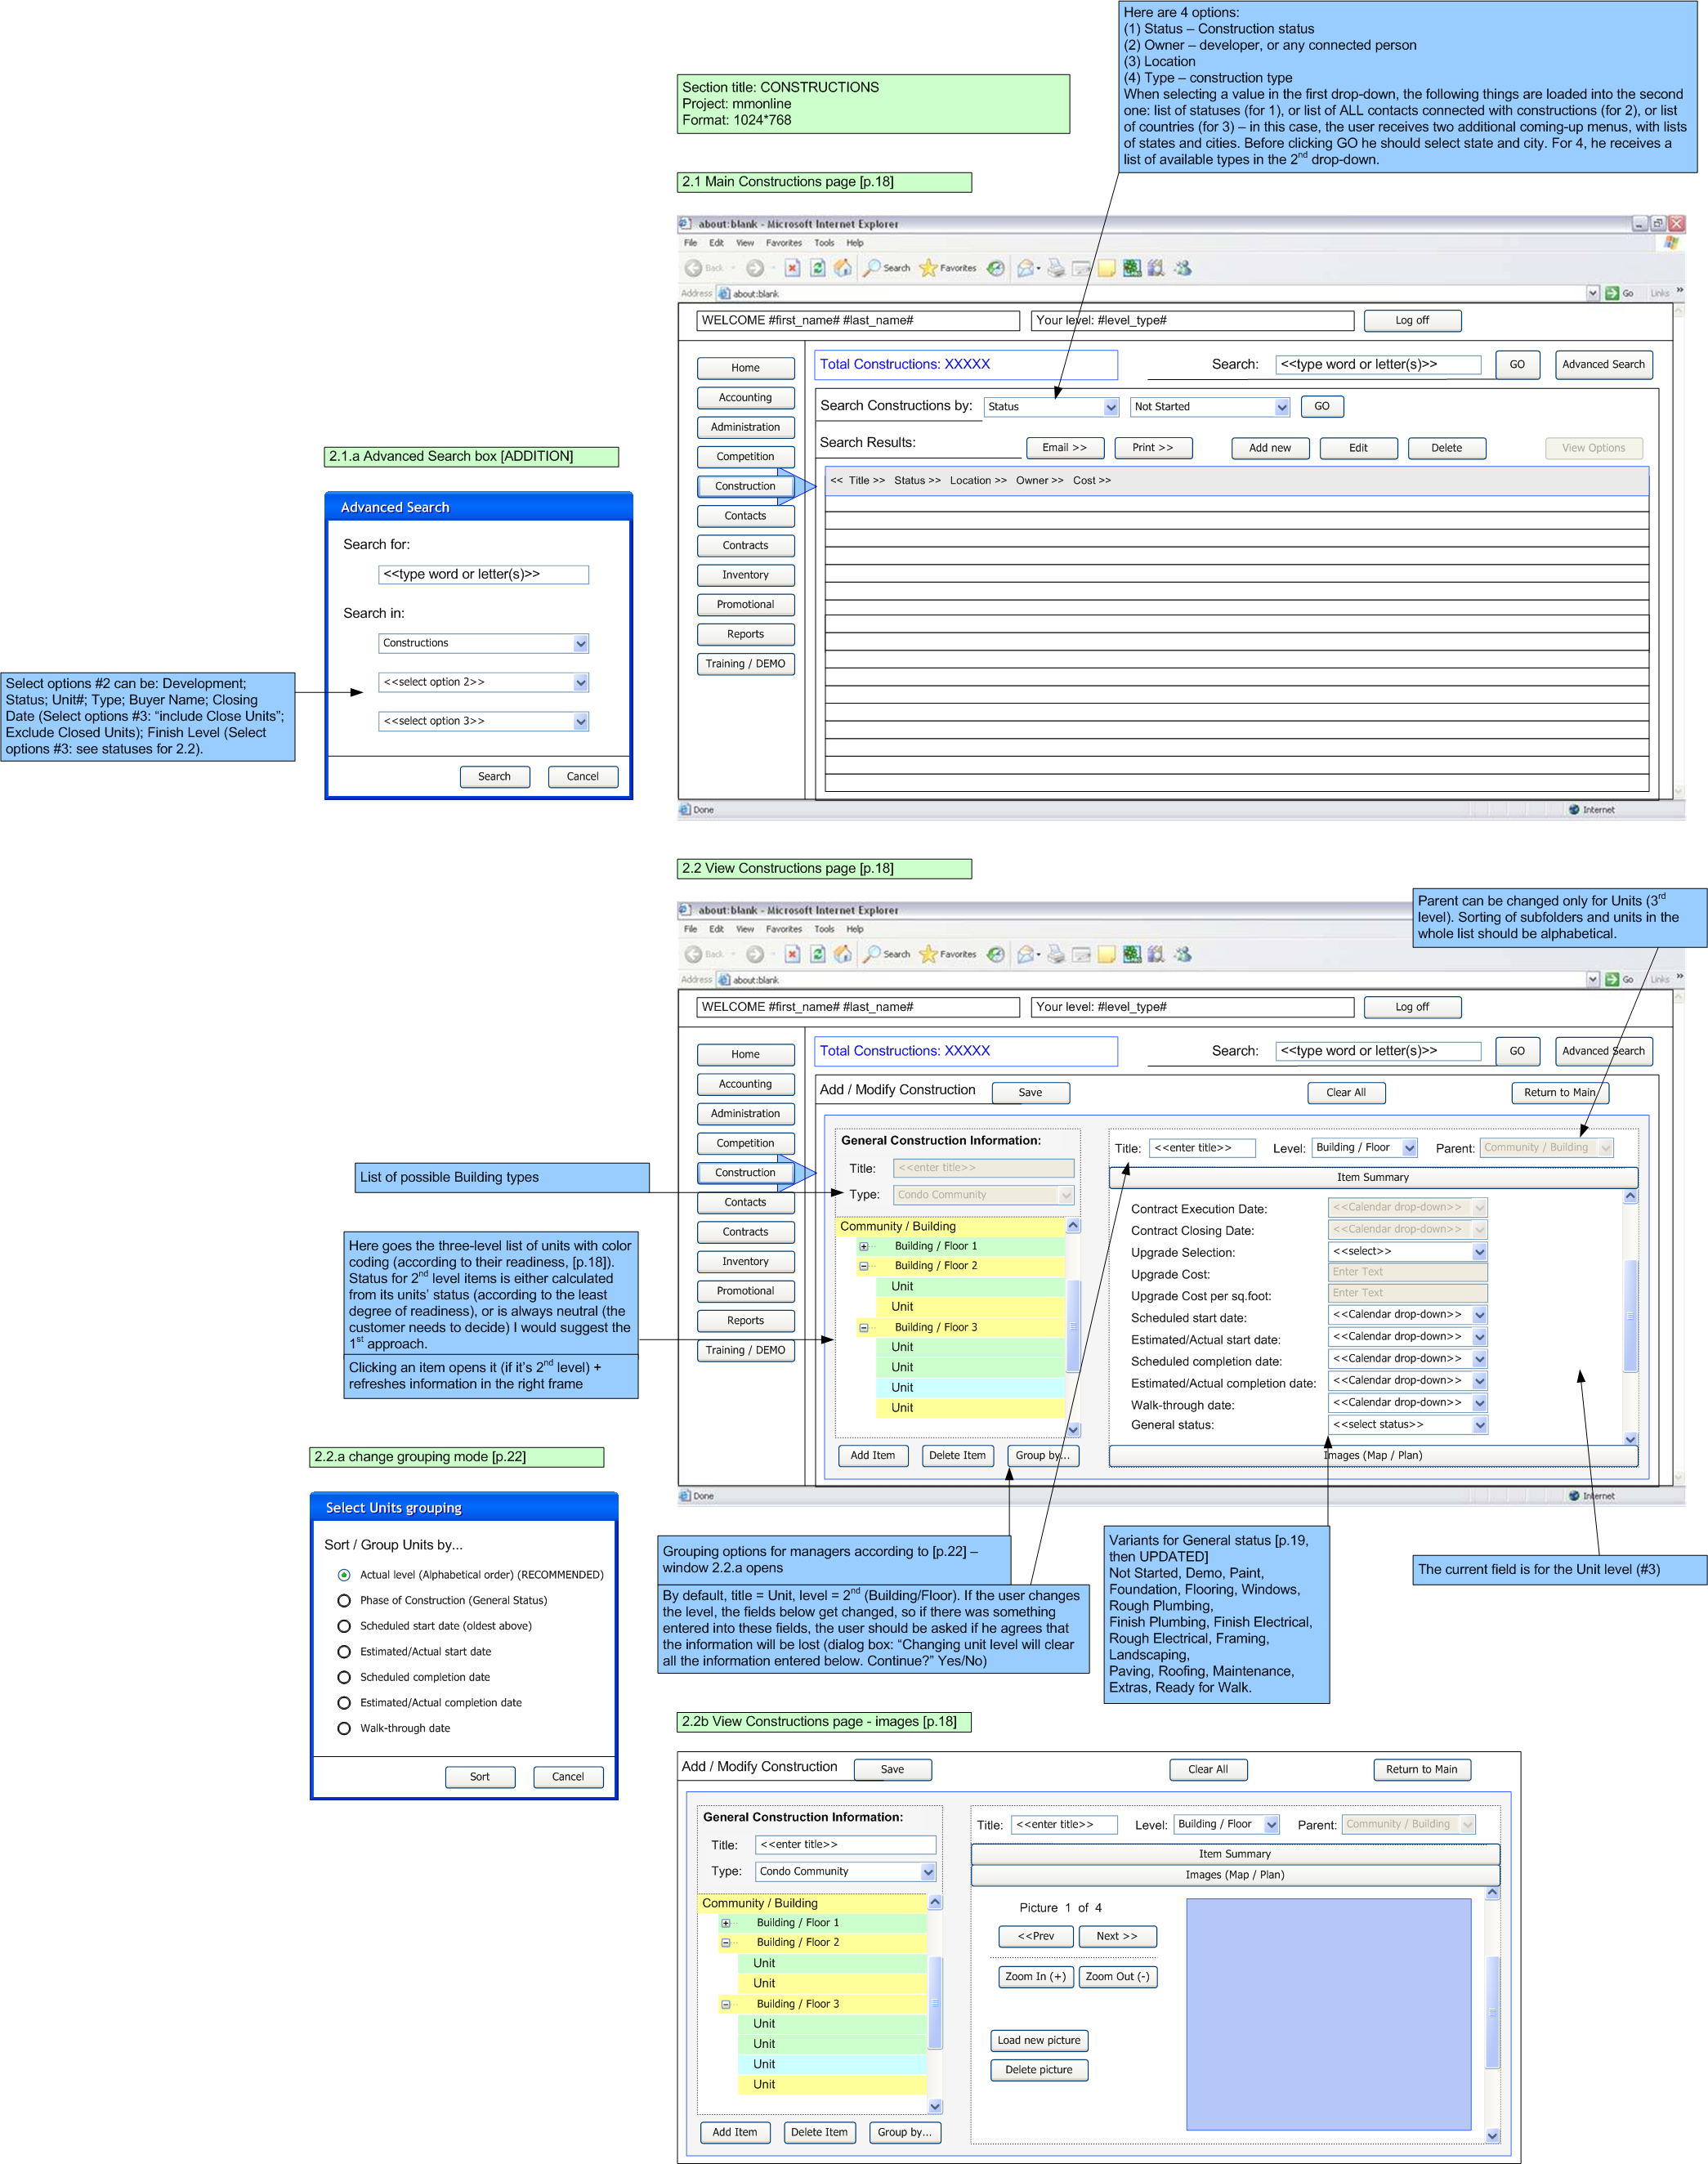 Here are 4 options:
(1) Status – Construction status
(2) Owner – developer, or any connected person
(3) Location
(4) Type – construction type
When selecting a value in the first drop-down, the following things are loaded into the second
one: list of statuses (for 1), or list of ALL contacts connected with constructions (for 2), or list
of countries (for 3) – in this case, the user receives two additional coming-up menus, with lists
of states and cities. Before clicking GO he should select state and city. For 4, he receives a
list of available types in the 2nd drop-down.
Section title: CONSTRUCTIONS
Project: mmonline
Format: 1024*768
2.1 Main Constructions page [p.18]
about:blank - Microsoft Internet Explorer
File Edit View Favorites Tools Help
Back Search Favorites
Address about:blank Go Links
WELCOME #first_name# #last_name# Your level: #level_type# Log off
Total Constructions: XXXXX Search: <<type word or letter(s)>> GO Advanced Search
Search Constructions by: Status Not Started GO
Search Results: Email >> Print >> Add new Edit Delete View Options
<< Title >> Status >> Location >> Owner >> Cost >>
Home
Accounting
Administration
Competition
Construction
Contacts
Contracts
Inventory
Promotional
Reports
Training / DEMO
Done Internet
2.1.a Advanced Search box [ADDITION]
Advanced Search
Search for:
<<type word or letter(s)>>
Search in:
Constructions
<<select option 2>>
<<select option 3>>
Search Cancel
Select options #2 can be: Development;
Status; Unit#; Type; Buyer Name; Closing
Date (Select options #3: “include Close Units”;
Exclude Closed Units); Finish Level (Select
options #3: see statuses for 2.2).
2.2 View Constructions page [p.18]
Parent can be changed only for Units (3rd
level). Sorting of subfolders and units in the
whole list should be alphabetical.
about:blank - Microsoft Internet Explorer
File Edit View Favorites Tools Help
Back Search Favorites
Address about:blank Go Links
WELCOME #first_name# #last_name# Your level: #level_type# Log off
Total Constructions: XXXXX Search: <<type word or letter(s)>> GO Advanced Search
Add / Modify Construction Save Clear All Return to Main
Home
Accounting
Administration
Competition
Construction
Contacts
Contracts
Inventory
Promotional
Reports
Training / DEMO
General Construction Information:
Title: <<enter title>>
Type: Condo Community
Community / Building
Building / Floor 1
Building / Floor 2
Unit
Unit
Building / Floor 3
Unit
Unit
Unit
Unit
Add Item Delete Item Group by...
Title: <<enter title>> Level: Building / Floor Parent: Community / Building
Item Summary
Contract Execution Date: <<Calendar drop-down>>
Contract Closing Date: <<Calendar drop-down>>
Upgrade Selection: <<select>>
Upgrade Cost: Enter Text
Upgrade Cost per sq.foot: Enter Text
Scheduled start date: <<Calendar drop-down>>
Estimated/Actual start date: <<Calendar drop-down>>
Scheduled completion date: <<Calendar drop-down>>
Estimated/Actual completion date: <<Calendar drop-down>>
Walk-through date: <<Calendar drop-down>>
General status: <<select status>>
Images (Map / Plan)
Done Internet
List of possible Building types
Here goes the three-level list of units with color
coding (according to their readiness, [p.18]).
Status for 2nd level items is either calculated
from its units’ status (according to the least
degree of readiness), or is always neutral (the
customer needs to decide) I would suggest the
1st approach.
Clicking an item opens it (if it’s 2nd level) +
refreshes information in the right frame
2.2.a change grouping mode [p.22]
Select Units grouping
Sort / Group Units by...
Actual level (Alphabetical order) (RECOMMENDED)
Phase of Construction (General Status)
Scheduled start date (oldest above)
Estimated/Actual start date
Scheduled completion date
Estimated/Actual completion date
Walk-through date
Sort Cancel
Grouping options for managers according to [p.22] –
window 2.2.a opens
By default, title = Unit, level = 2nd (Building/Floor). If the user changes
the level, the fields below get changed, so if there was something
entered into these fields, the user should be asked if he agrees that
the information will be lost (dialog box: “Changing unit level will clear
all the information entered below. Continue?” Yes/No)
Variants for General status [p.19,
then UPDATED]
Not Started, Demo, Paint,
Foundation, Flooring, Windows,
Rough Plumbing,
Finish Plumbing, Finish Electrical,
Rough Electrical, Framing,
Landscaping,
Paving, Roofing, Maintenance,
Extras, Ready for Walk.
The current field is for the Unit level (#3)
2.2b View Constructions page - images [p.18]
Add / Modify Construction Save Clear All Return to Main
General Construction Information:
Title: <<enter title>>
Type: Condo Community
Community / Building
Building / Floor 1
Building / Floor 2
Unit
Unit
Building / Floor 3
Unit
Unit
Unit
Unit
Add Item Delete Item Group by...
Title: <<enter title>> Level: Building / Floor Parent: Community / Building
Item Summary
Images (Map / Plan)
Picture 1 of 4
<<Prev Next >>
Zoom In (+) Zoom Out (-)
Load new picture
Delete picture